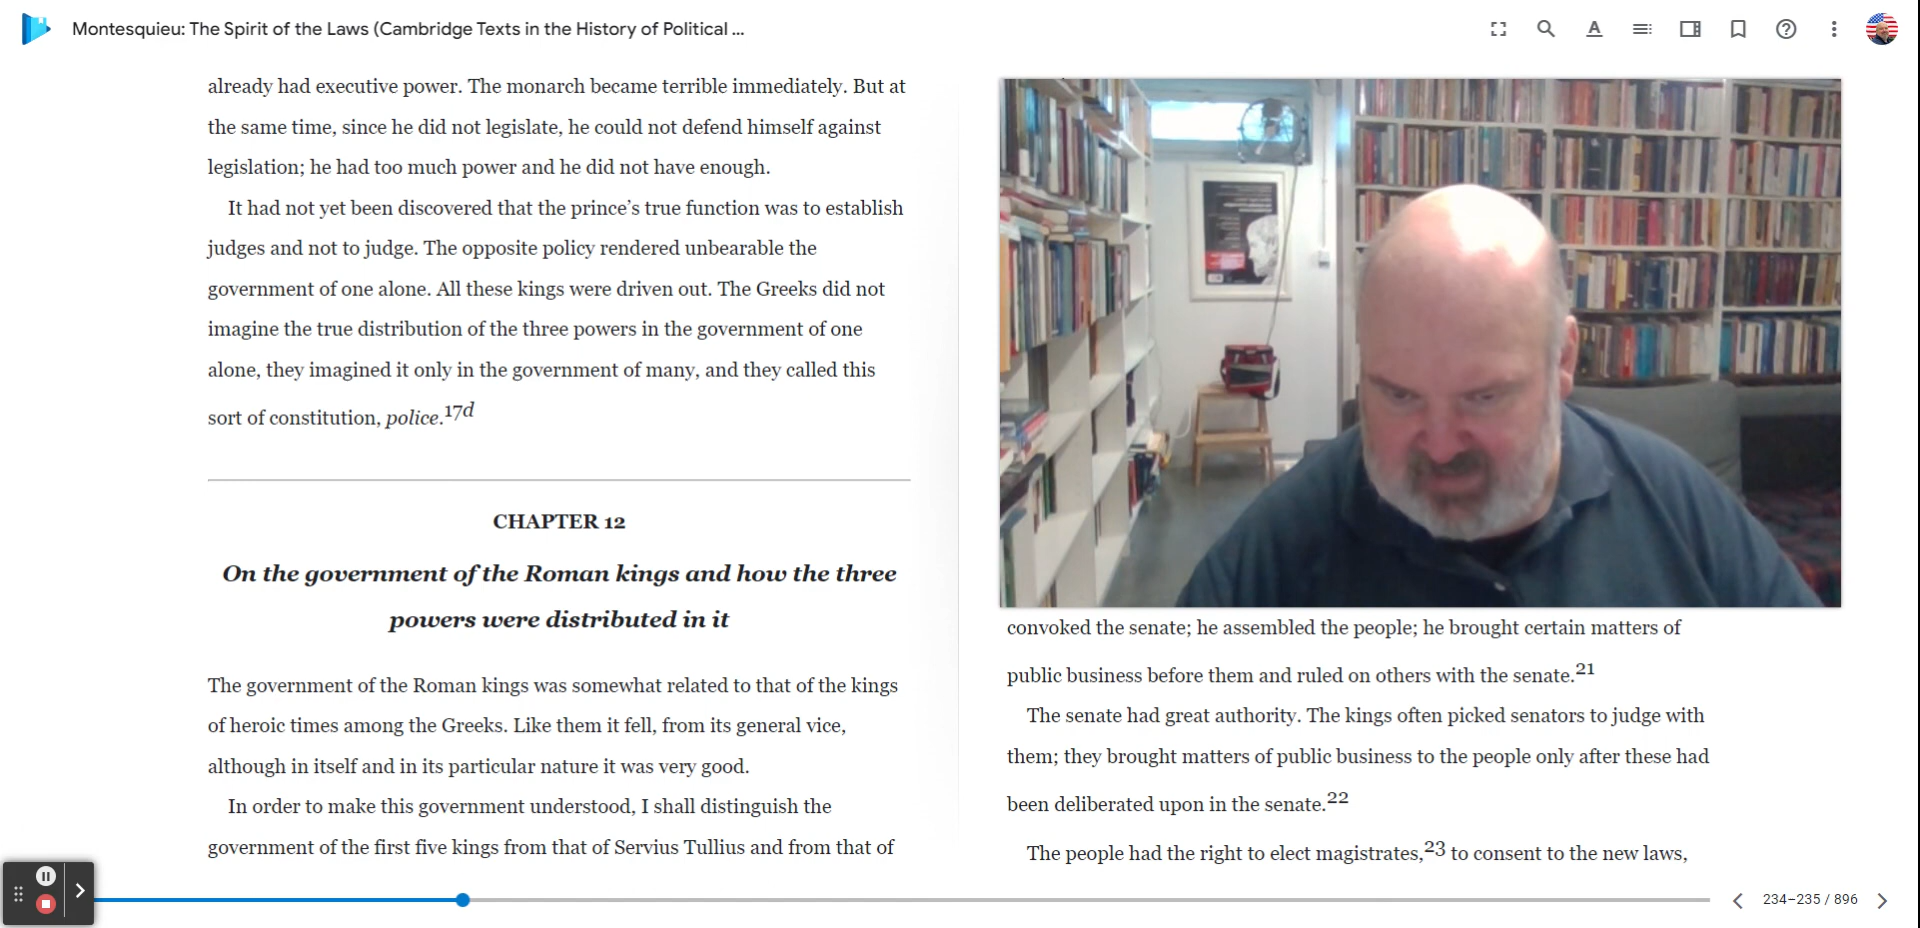 Montesquieu: The Spirit of the Laws (Cambridge Texts in the History of Political ...
already had executive power. The monarch became terrible immediately. But at
the same time, since he did not legislate, he could not defend himself against
legislation; he had too much power and he did not have enough.
It had not yet been discovered that the prince’s true function was to establish
judges and not to judge. The opposite policy rendered unbearable the
government of one alone. All these kings were driven out. The Greeks did not
imagine the true distribution of the three powers in the government of one
alone, they imagined it only in the government of many, and they called this
sort of constitution, police.17d
CHAPTER 12
On the government of the Roman kings and how the three
powers were distributed in it
The government of the Roman kings was somewhat related to that of the kings
of heroic times among the Greeks. Like them it fell, from its general vice,
although in itself and in its particular nature it was very good.
In order to make this government understood, I shall distinguish the
government of the first five kings from that of Servius Tullius and from that of
convoked the senate; he assembled the people; he brought certain matters of
public business before them and ruled on others with the senate.21
The senate had great authority. The kings often picked senators to judge with
them; they brought matters of public business to the people only after these had
been deliberated upon in the senate.22
The people had the right to elect magistrates,23 to consent to the new laws,
234–235 / 896